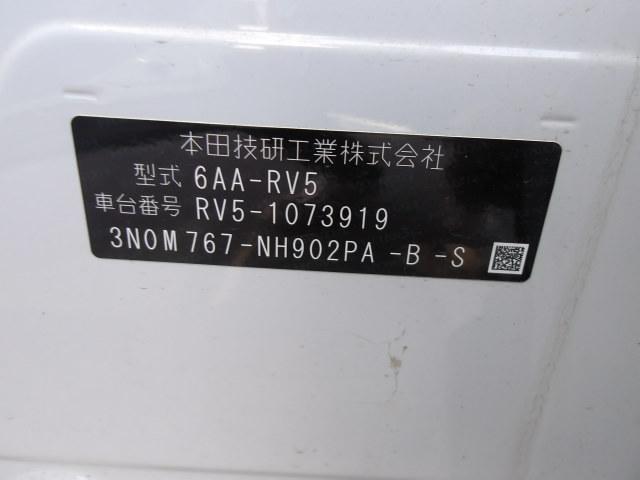 本田技研工業株式会社
型式 6AA-RV5
車台番号 RV5-1073919
3N0M767-NH902PA-B-S